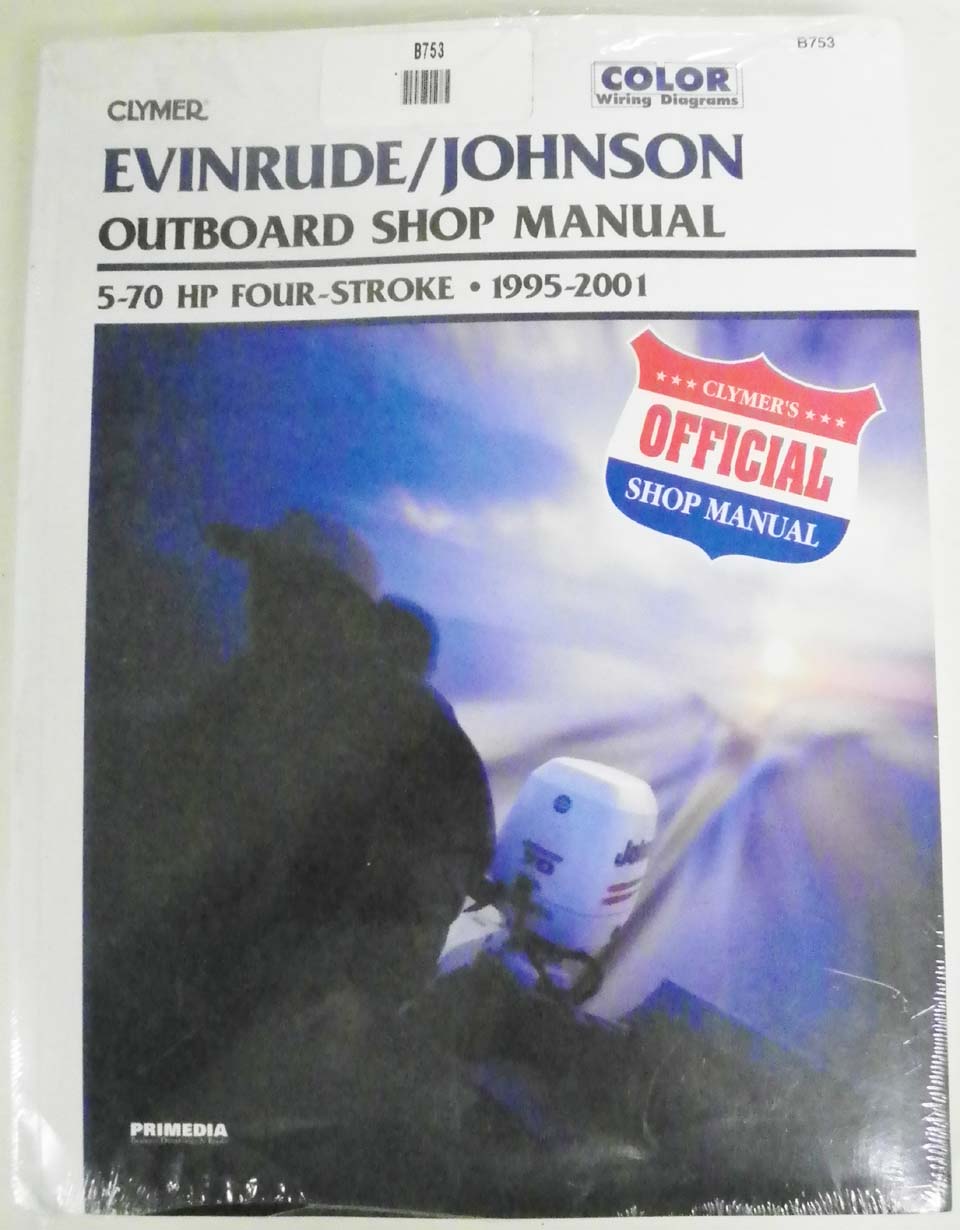 B753
B753
COLOR
Wiring Diagrams
CLYMER
EVINRUDE/JOHNSON
OUTBOARD SHOP MANUAL
5-70 HP FOUR-STROKE • 1995-2001
★★★ CLYMER'S ★★★
OFFICIAL
SHOP MANUAL
70
PRIMEDIA